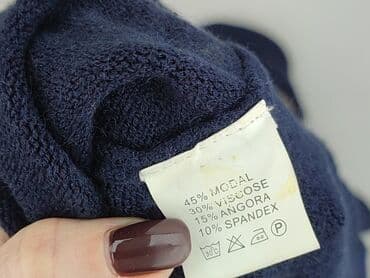 45% MODAL
30% VISCOSE
15% ANGORA
10% SPANDEX